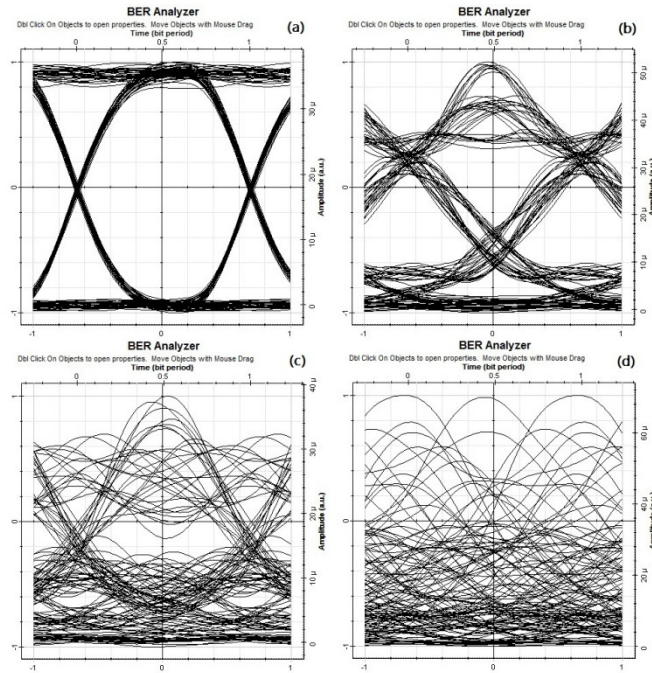 BER Analyzer
(a)
Dbl Click On Objects to open properties. Move Objects with Mouse Drag
Time (bit period)
0 0.5 1
1
0
-1
30 µ
20 µ
10 µ
0
Amplitude (a.u.)
-1 0 1
BER Analyzer
(b)
Dbl Click On Objects to open properties. Move Objects with Mouse Drag
Time (bit period)
0 0.5 1
1
0
-1
60 µ
50 µ
40 µ
30 µ
20 µ
10 µ
0
Amplitude (a.u.)
-1 0 1
BER Analyzer
(c)
Dbl Click On Objects to open properties. Move Objects with Mouse Drag
Time (bit period)
0 0.5 1
1
0
-1
40 µ
30 µ
20 µ
10 µ
0
Amplitude (a.u.)
-1 0 1
BER Analyzer
(d)
Dbl Click On Objects to open properties. Move Objects with Mouse Drag
Time (bit period)
0 0.5 1
1
0
-1
60 µ
40 µ
20 µ
0
Amplitude (a.u.)
-1 0 1